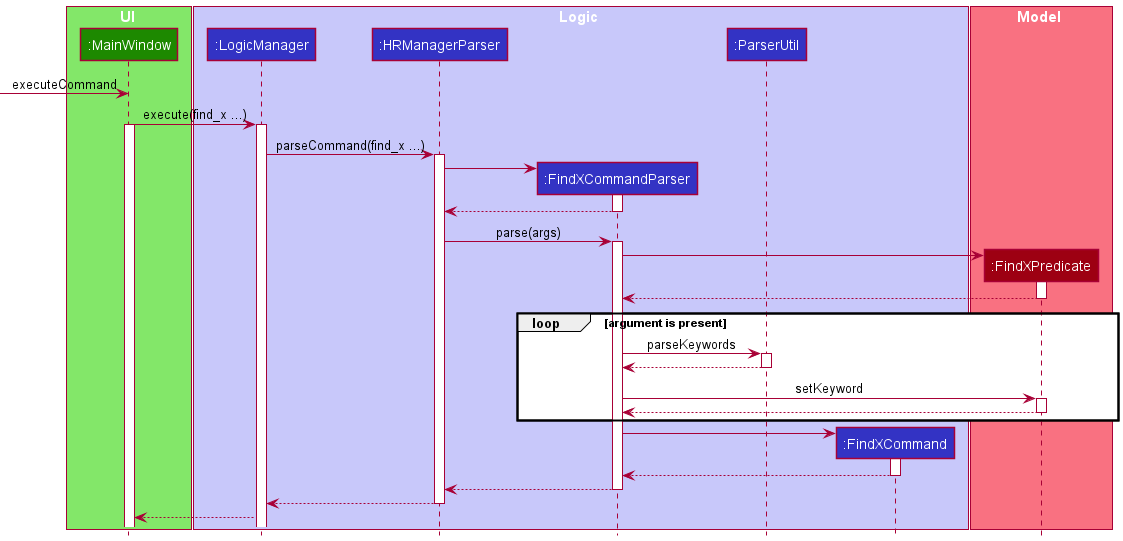 UI
Logic
Model
:MainWindow
:LogicManager
:HRManagerParser
:ParserUtil
executeCommand
execute(find_x ...)
parseCommand(find_x ...)
:FindXCommandParser
parse(args)
:FindXPredicate
loop
[argument is present]
parseKeywords
setKeyword
:FindXCommand